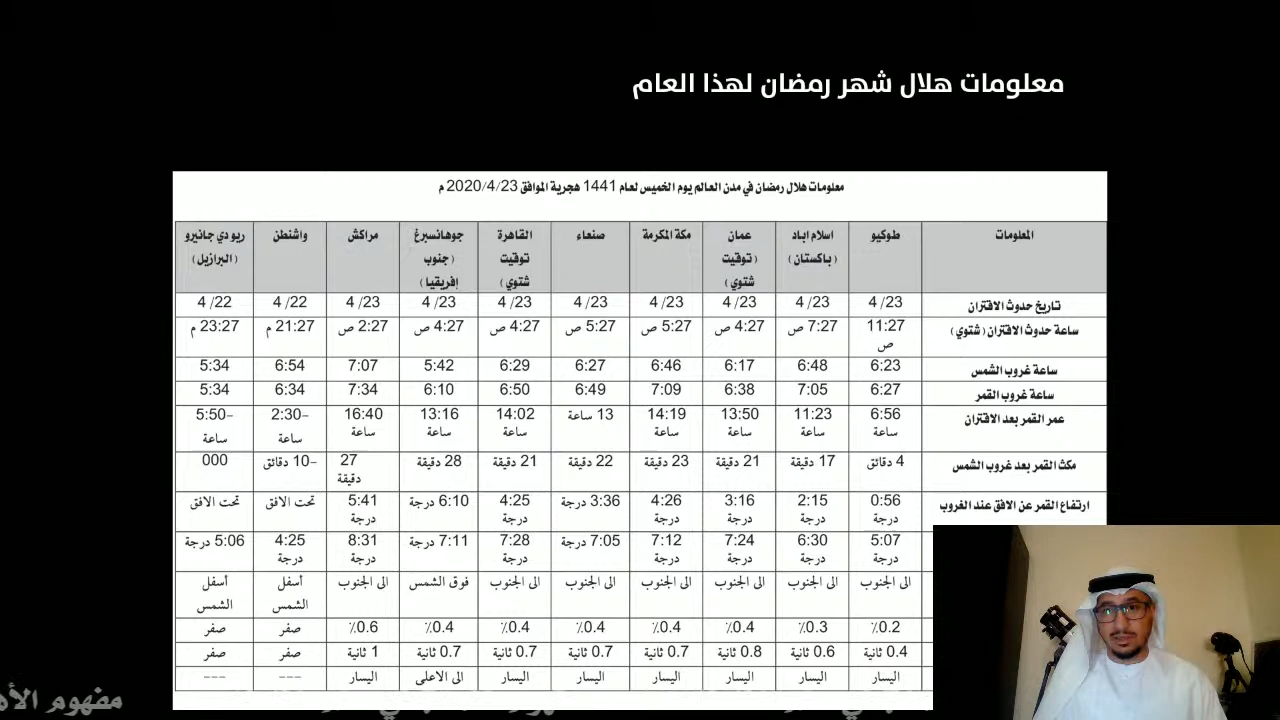 معلومات هلال شهر رمضان لهذا العام
معلومات هلال رمضان في مدن العالم يوم الخميس لعام 1441 هجرية الموافق 2020/4/23 م
المعلومات طوكيو اسلام اباد (باكستان) عمان (توقيت شتوي) مكة المكرمة صنعاء القاهرة توقيت شتوي) جوهانسبرغ (جنوب إفريقيا) مراكش واشنطن ريو دي جانيرو (البرازيل)
تاريخ حدوث الاقتران 4/23 4/23 4/23 4/23 4/23 4/23 4/23 4/23 4/22 4/22
ساعة حدوث الاقتران (شتوي) 11:27 ص 7:27 ص 4:27 ص 5:27 ص 5:27 ص 4:27 ص 4:27 ص 2:27 ص 21:27 م 23:27 م
ساعة غروب الشمس 6:23 6:48 6:17 6:46 6:27 6:29 5:42 7:07 6:54 5:34
ساعة غروب القمر 6:27 7:05 6:38 7:09 6:49 6:50 6:10 7:34 6:34 5:34
عمر القمر بعد الاقتران 6:56 ساعة 11:23 ساعة 13:50 ساعة 14:19 ساعة 13 ساعة 14:02 ساعة 13:16 ساعة 16:40 ساعة –2:30 ساعة –5:50 ساعة
مكث القمر بعد غروب الشمس 4 دقائق 17 دقيقة 21 دقيقة 23 دقيقة 22 دقيقة 21 دقيقة 28 دقيقة 27 دقيقة –10 دقائق 000
ارتفاع القمر عن الافق عند الغروب 0:56 درجة 2:15 درجة 3:16 درجة 4:26 درجة 3:36 درجة 4:25 درجة 6:10 درجة 5:41 درجة تحت الافق تحت الافق
5:07 درجة 6:30 درجة 7:24 درجة 7:12 درجة 7:05 درجة 7:28 درجة 7:11 درجة 8:31 درجة 4:25 درجة 5:06 درجة
الى الجنوب الى الجنوب الى الجنوب الى الجنوب الى الجنوب الى الجنوب فوق الشمس الى الجنوب أسفل الشمس أسفل الشمس
0.2٪ 0.3٪ 0.4٪ 0.4٪ 0.4٪ 0.4٪ 0.4٪ 0.6٪ صفر صفر
0.4 ثانية 0.6 ثانية 0.8 ثانية 0.7 ثانية 0.7 ثانية 0.7 ثانية 0.7 ثانية 1 ثانية صفر صفر
اليسار اليسار اليسار اليسار اليسار اليسار الى الاعلى اليسار --- ---
مفهوم